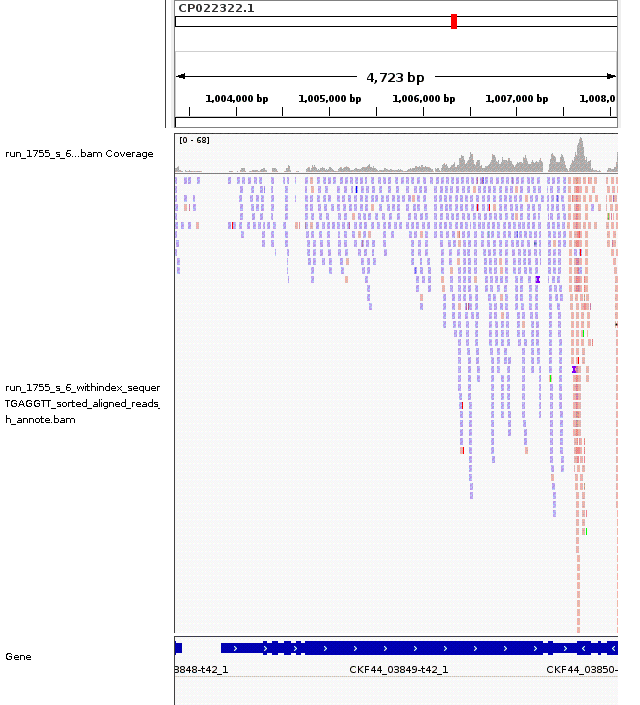 CP022322.1
4,723 bp
1,004,000 bp 1,005,000 bp 1,006,000 bp 1,007,000 bp 1,008,0
[0 - 68]
run_1755_s_6...bam Coverage
run_1755_s_6_withindex_sequer
TGAGGTT_sorted_aligned_reads_
h_annote.bam
Gene
3848-t42_1 CKF44_03849-t42_1 CKF44_03850-